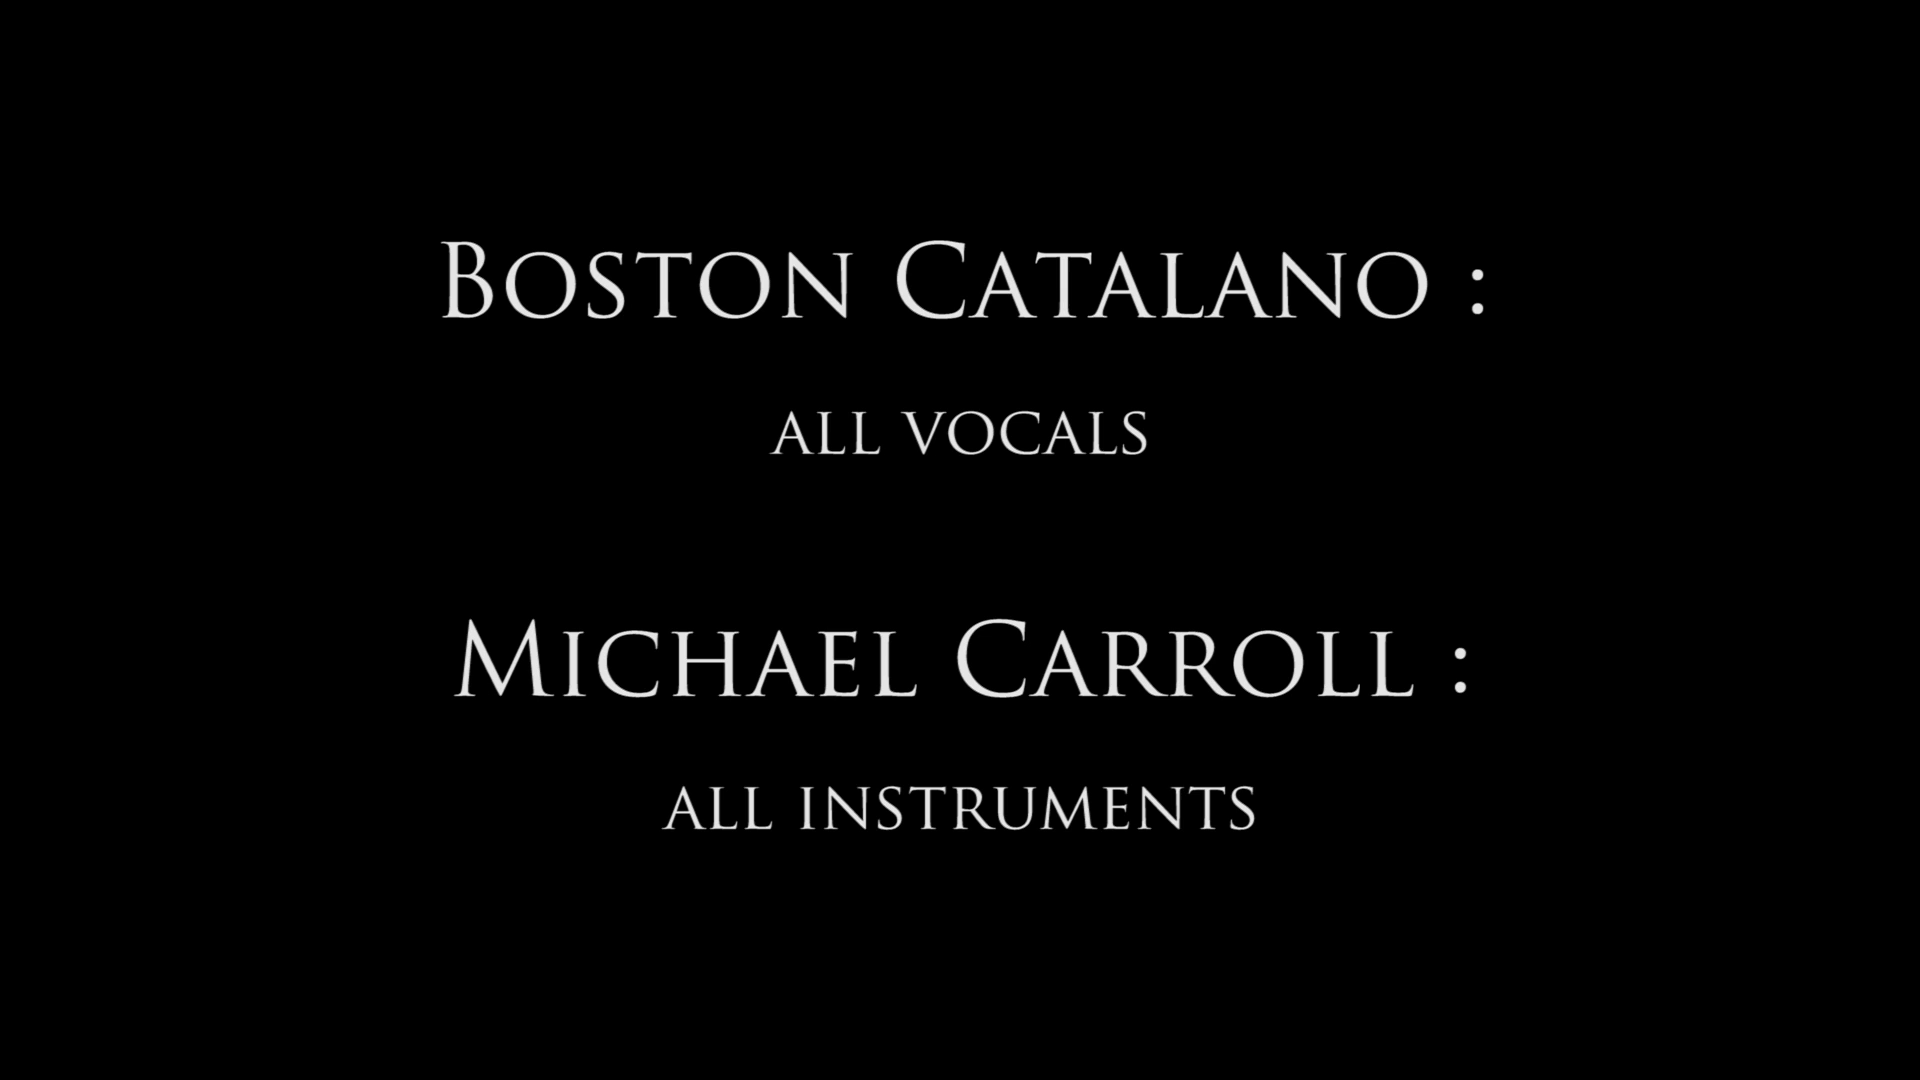 Boston Catalano :
all vocals
Michael Carroll :
all instruments